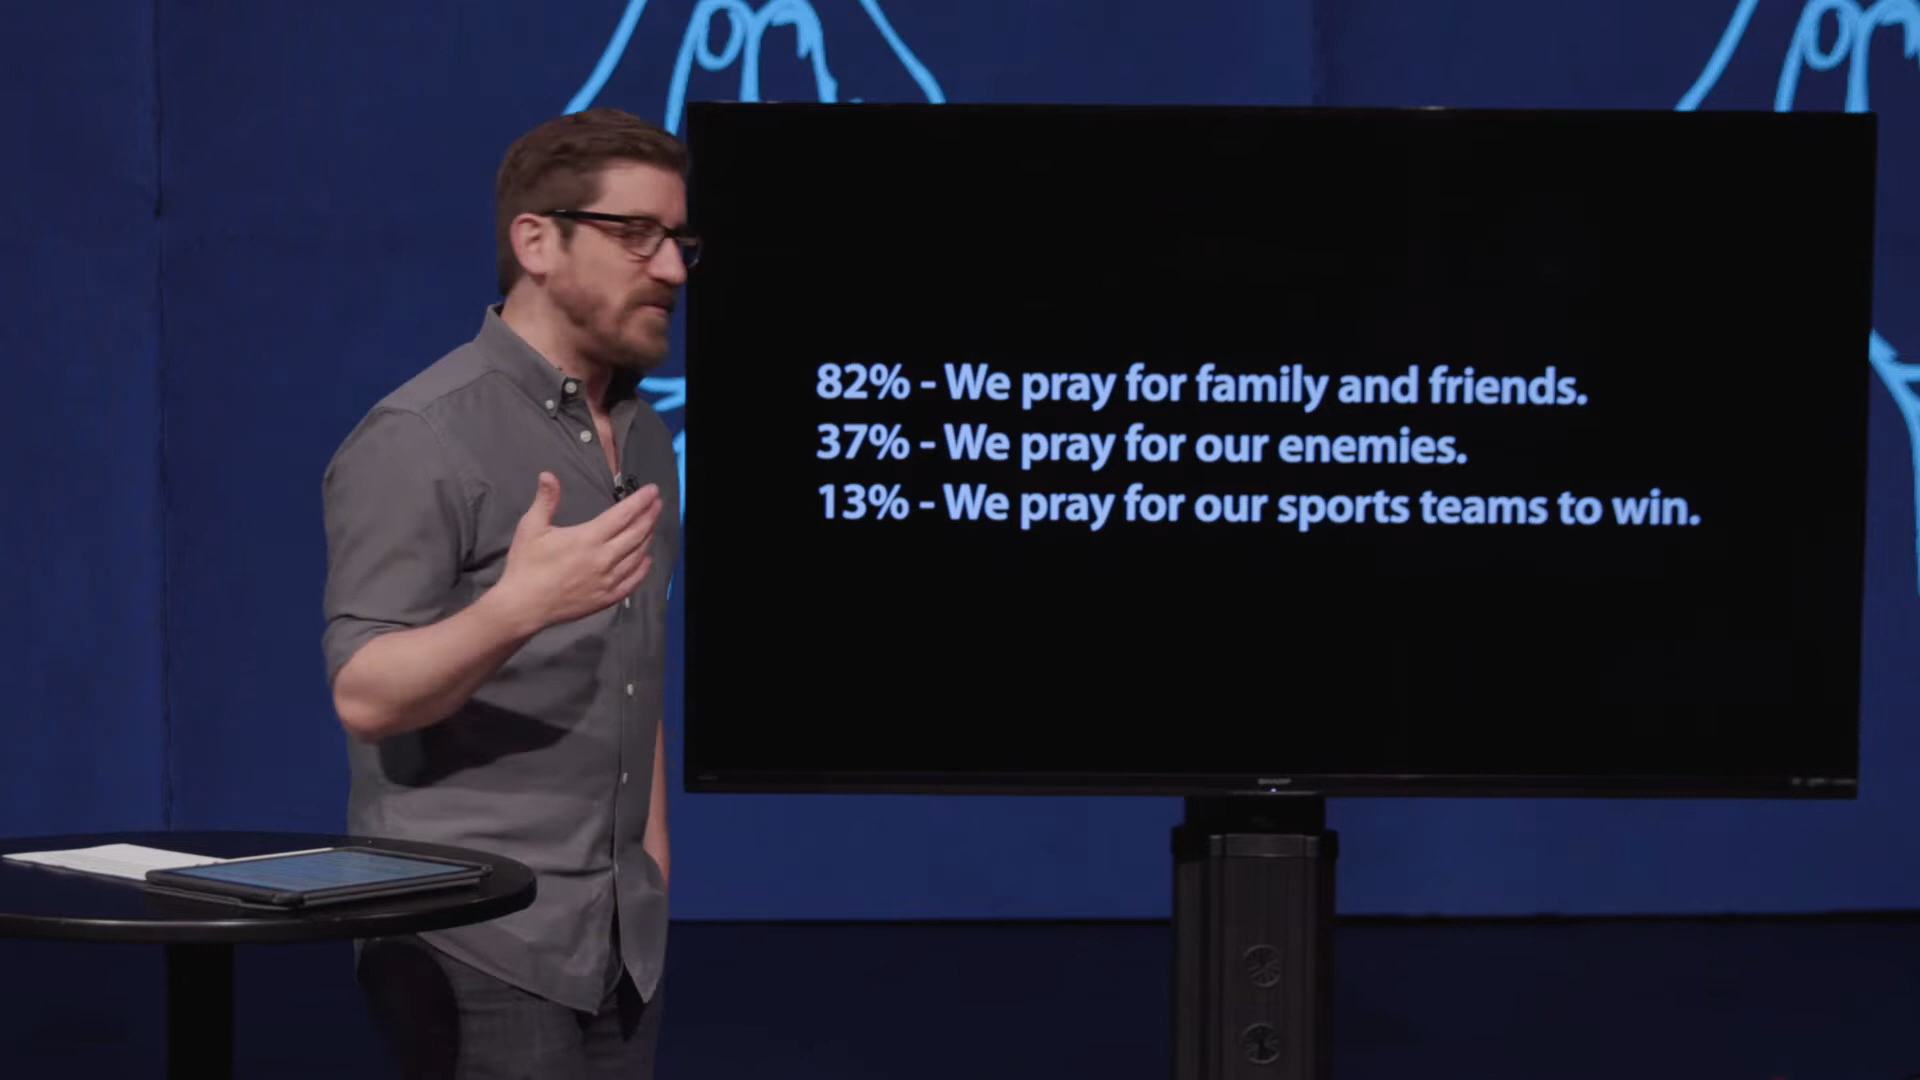 82% - We pray for family and friends.
37% - We pray for our enemies.
13% - We pray for our sports teams to win.
SHARP